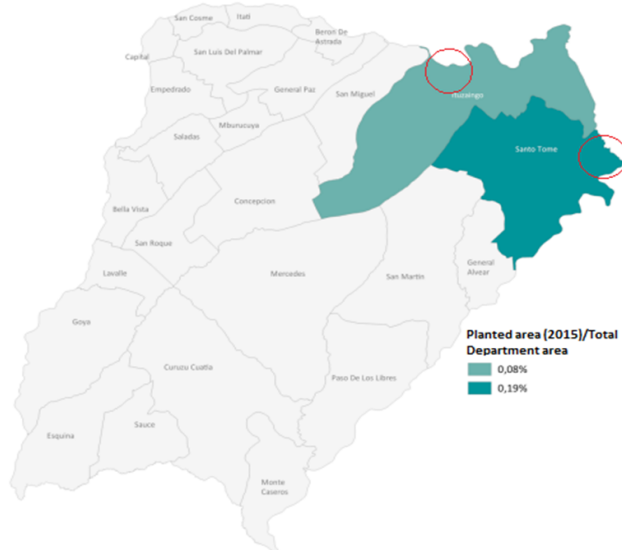 San Cosme
Itati
Beron De
Astrada
Capital
San Luis Del Palmar
Empedrado
General Paz
San Miguel
Ituzaingo
Mburucuya
Saladas
Santo Tome
Concepcion
Bella Vista
San Roque
Lavalle
Mercedes
San Martin
General
Alvear
Goya
Planted area (2015)/Total
Department area
0,08%
0,19%
Curuzu Cuatia
Paso De Los Libres
Sauce
Esquina
Monte
Caseros